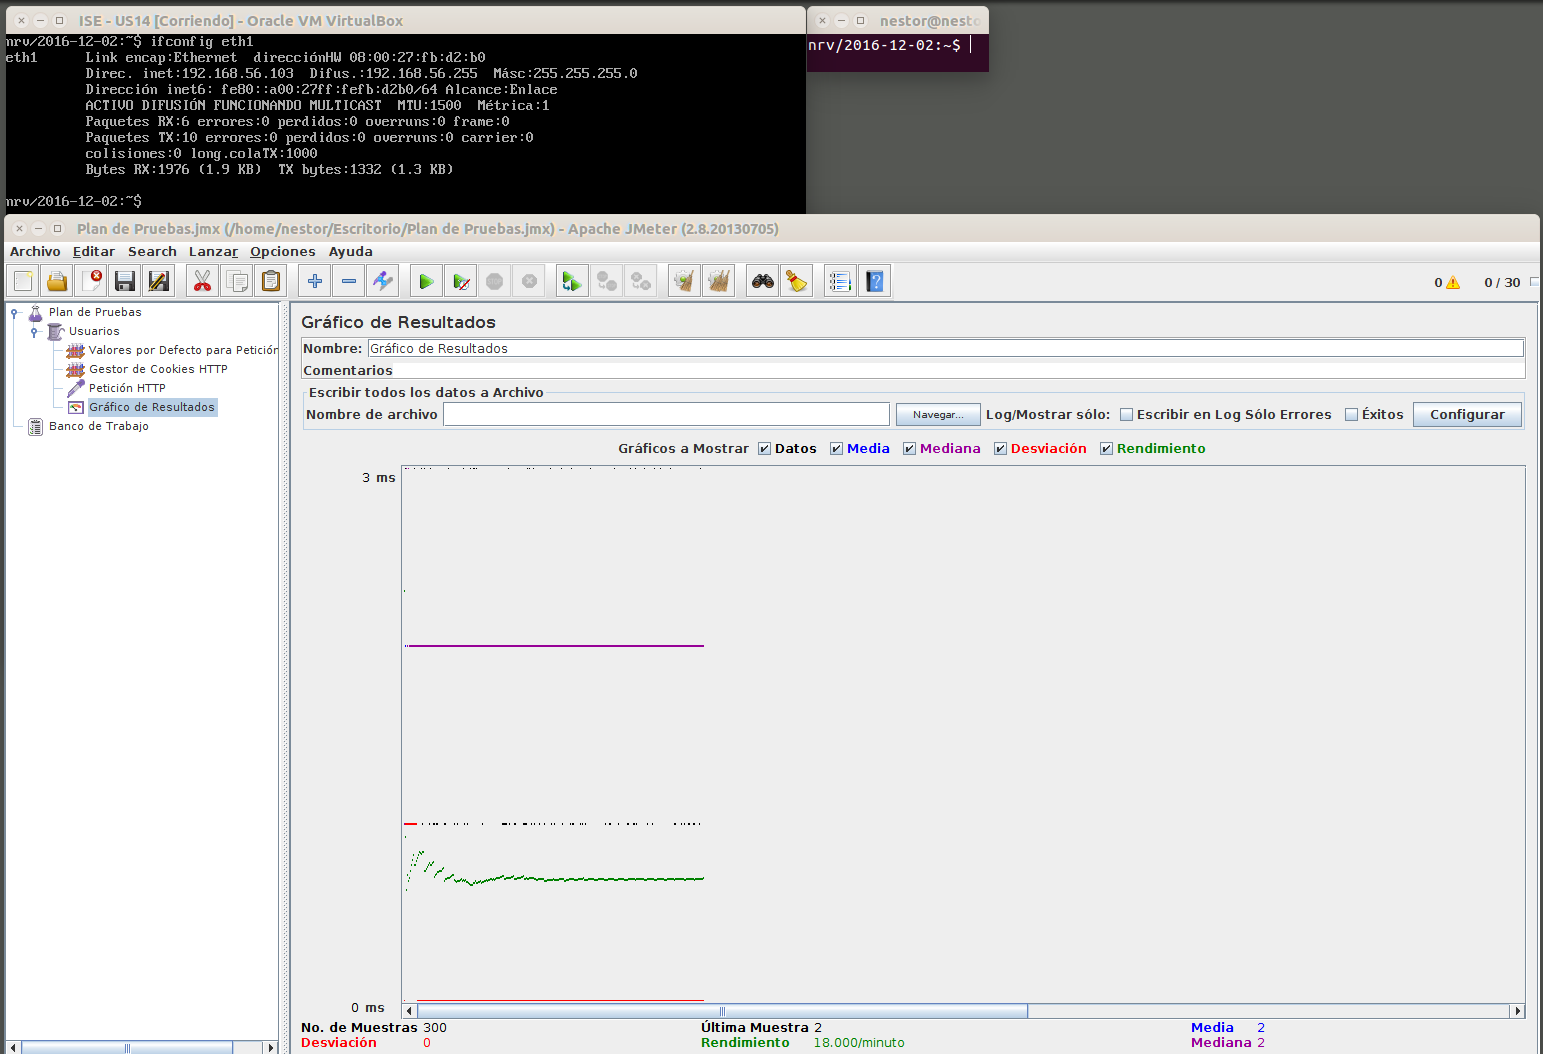 ISE - US14 [Corriendo] - Oracle VM VirtualBox
nrv/2016-12-02:~$ ifconfig eth1
eth1 Link encap:Ethernet direcciónHW 08:00:27:fb:d2:b0
Direc. inet:192.168.56.103 Difus.:192.168.56.255 Másc:255.255.255.0
Dirección inet6: fe80::a00:27ff:fefb:d2b0/64 Alcance:Enlace
ACTIVO DIFUSIÓN FUNCIONANDO MULTICAST MTU:1500 Métrica:1
Paquetes RX:6 errores:0 perdidos:0 overruns:0 frame:0
Paquetes TX:10 errores:0 perdidos:0 overruns:0 carrier:0
colisiones:0 long.colaTX:1000
Bytes RX:1976 (1.9 KB) TX bytes:1332 (1.3 KB)
nrv/2016-12-02:~$
nestor@nesto
nrv/2016-12-02:~$
Plan de Pruebas.jmx (/home/nestor/Escritorio/Plan de Pruebas.jmx) - Apache JMeter (2.8.20130705)
Archivo Editar Search Lanzar Opciones Ayuda
0 0 / 30
Plan de Pruebas
Usuarios
Valores por Defecto para Petición
Gestor de Cookies HTTP
Petición HTTP
Gráfico de Resultados
Banco de Trabajo
Gráfico de Resultados
Nombre: Gráfico de Resultados
Comentarios
Escribir todos los datos a Archivo
Nombre de archivo Navegar... Log/Mostrar sólo: Escribir en Log Sólo Errores Éxitos Configurar
Gráficos a Mostrar Datos Media Mediana Desviación Rendimiento
3 ms
0 ms
No. de Muestras 300 Última Muestra 2 Media 2
Desviación 0 Rendimiento 18.000/minuto Mediana 2